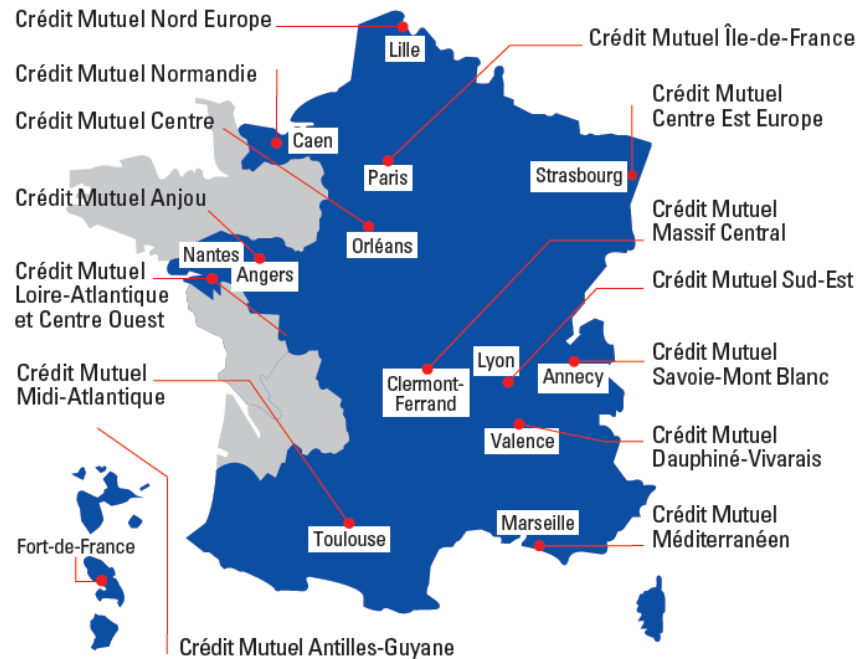 Crédit Mutuel Nord Europe
Lille
Crédit Mutuel Île-de-France
Crédit Mutuel Normandie
Crédit Mutuel
Centre Est Europe
Crédit Mutuel Centre
Caen
Paris
Strasbourg
Crédit Mutuel Anjou
Crédit Mutuel
Massif Central
Orléans
Nantes
Angers
Crédit Mutuel
Loire-Atlantique
et Centre Ouest
Crédit Mutuel Sud-Est
Lyon
Annecy
Crédit Mutuel
Savoie-Mont Blanc
Clermont-
Ferrand
Crédit Mutuel
Midi-Atlantique
Valence
Crédit Mutuel
Dauphiné-Vivarais
Marseille
Crédit Mutuel
Méditerranéen
Toulouse
Fort-de-France
Crédit Mutuel Antilles-Guyane